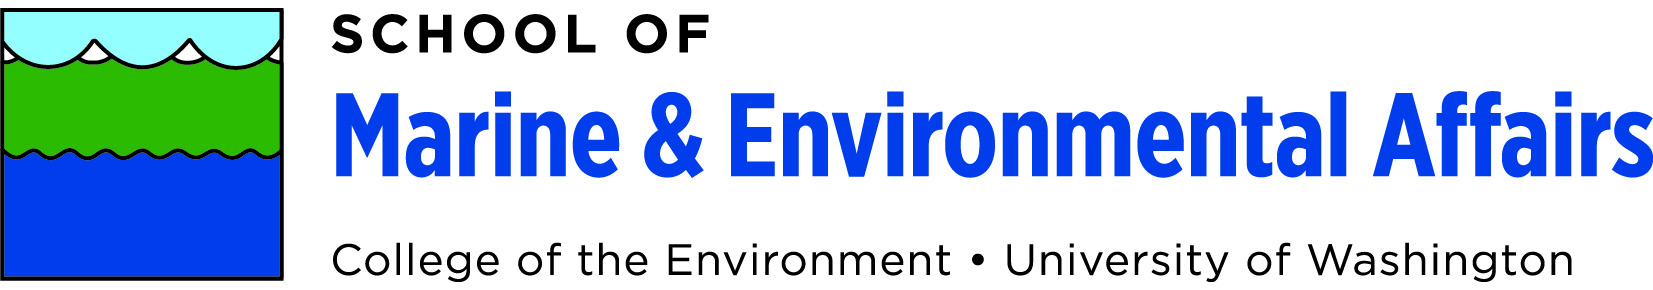 SCHOOL OF
Marine & Environmental Affairs
College of the Environment • University of Washington